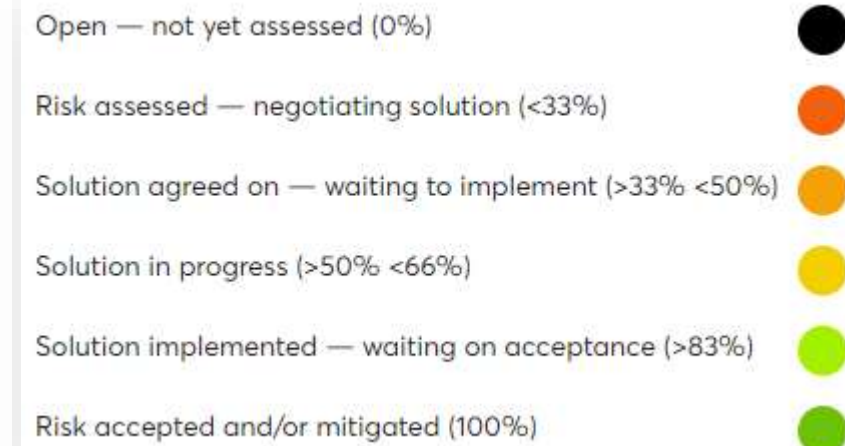 Open — not yet assessed (0%)
Risk assessed — negotiating solution (<33%)
Solution agreed on — waiting to implement (>33% <50%)
Solution in progress (>50% <66%)
Solution implemented — waiting on acceptance (>83%)
Risk accepted and/or mitigated (100%)